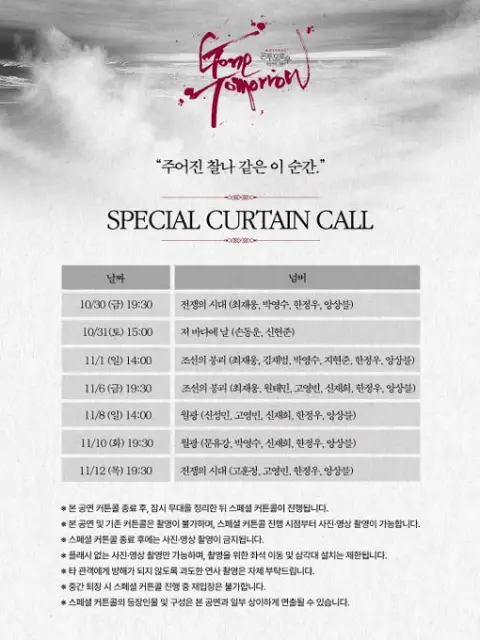 Gone Tomorrow
곤투모로우
"주어진 찰나 같은 이 순간."
SPECIAL CURTAIN CALL
날짜 넘버
10/30 (금) 19:30 전쟁의 시대 (최재웅, 박영수, 한정우, 앙상블)
10/31(토) 15:00 저 바다에 날 (손동운, 신현준)
11/1 (일) 14:00 조선의 붕괴 (최재웅, 김재범, 박영수, 지현준, 한정우, 앙상블)
11/6 (금) 19:30 조선의 붕괴 (최재웅, 원태민, 고영빈, 신재희, 한정우, 앙상블)
11/8 (일) 14:00 월광 (신성민, 고영빈, 신재희, 한정우, 앙상블)
11/10 (화) 19:30 월광 (문유강, 박영수, 신재희, 한정우, 앙상블)
11/12 (목) 19:30 전쟁의 시대 (고훈정, 고영빈, 한정우, 앙상블)
※ 본 공연 커튼콜 종료 후, 잠시 무대를 정리한 뒤 스페셜 커튼콜이 진행됩니다.
※ 본 공연 및 기존 커튼콜은 촬영이 불가하며, 스페셜 커튼콜 진행 시점부터 사진·영상 촬영이 가능합니다.
※ 스페셜 커튼콜 종료 후에는 사진·영상 촬영이 금지됩니다.
※ 플래시 없는 사진·영상 촬영만 가능하며, 촬영을 위한 좌석 이동 및 삼각대 설치는 제한됩니다.
※ 타 관객에게 방해가 되지 않도록 과도한 연사 촬영은 자제 부탁드립니다.
※ 중간 퇴장 시 스페셜 커튼콜 진행 중 재입장은 불가합니다.
※ 스페셜 커튼콜의 등장인물 및 구성은 본 공연과 일부 상이하게 연출될 수 있습니다.